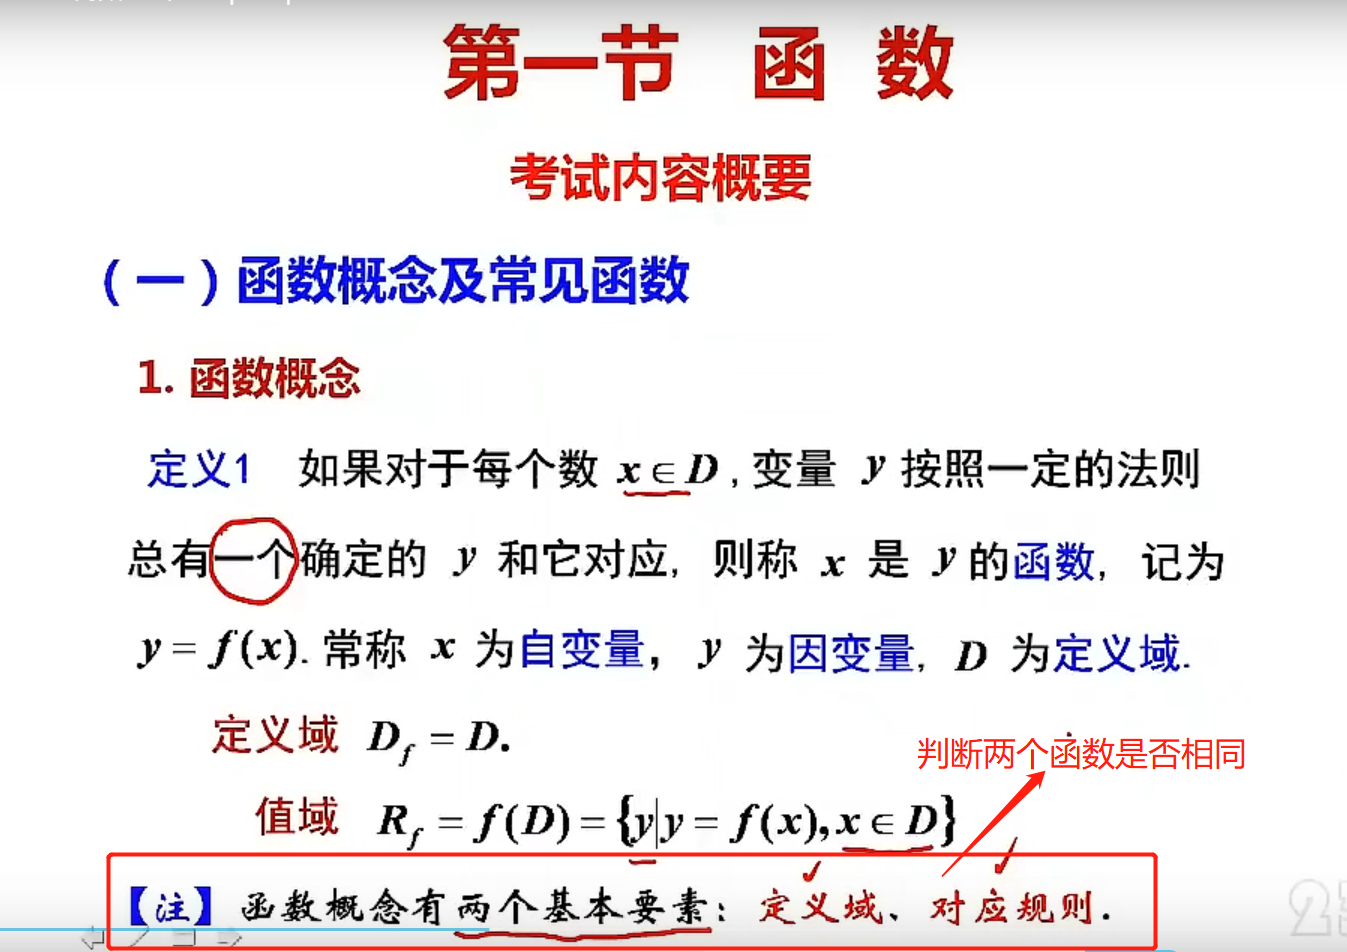 第一节 函 数
考试内容概要
（一）函数概念及常见函数
1. 函数概念
定义1 如果对于每个数 x∈D , 变量 y 按照一定的法则
总有一个确定的 y 和它对应, 则称 x 是 y 的函数, 记为
y = f(x). 常称 x 为自变量, y 为因变量, D 为定义域.
定义域 D_f = D.
判断两个函数是否相同
值域 R_f = f(D) = {y|y = f(x), x∈D}
【注】函数概念有两个基本要素: 定义域、对应规则.